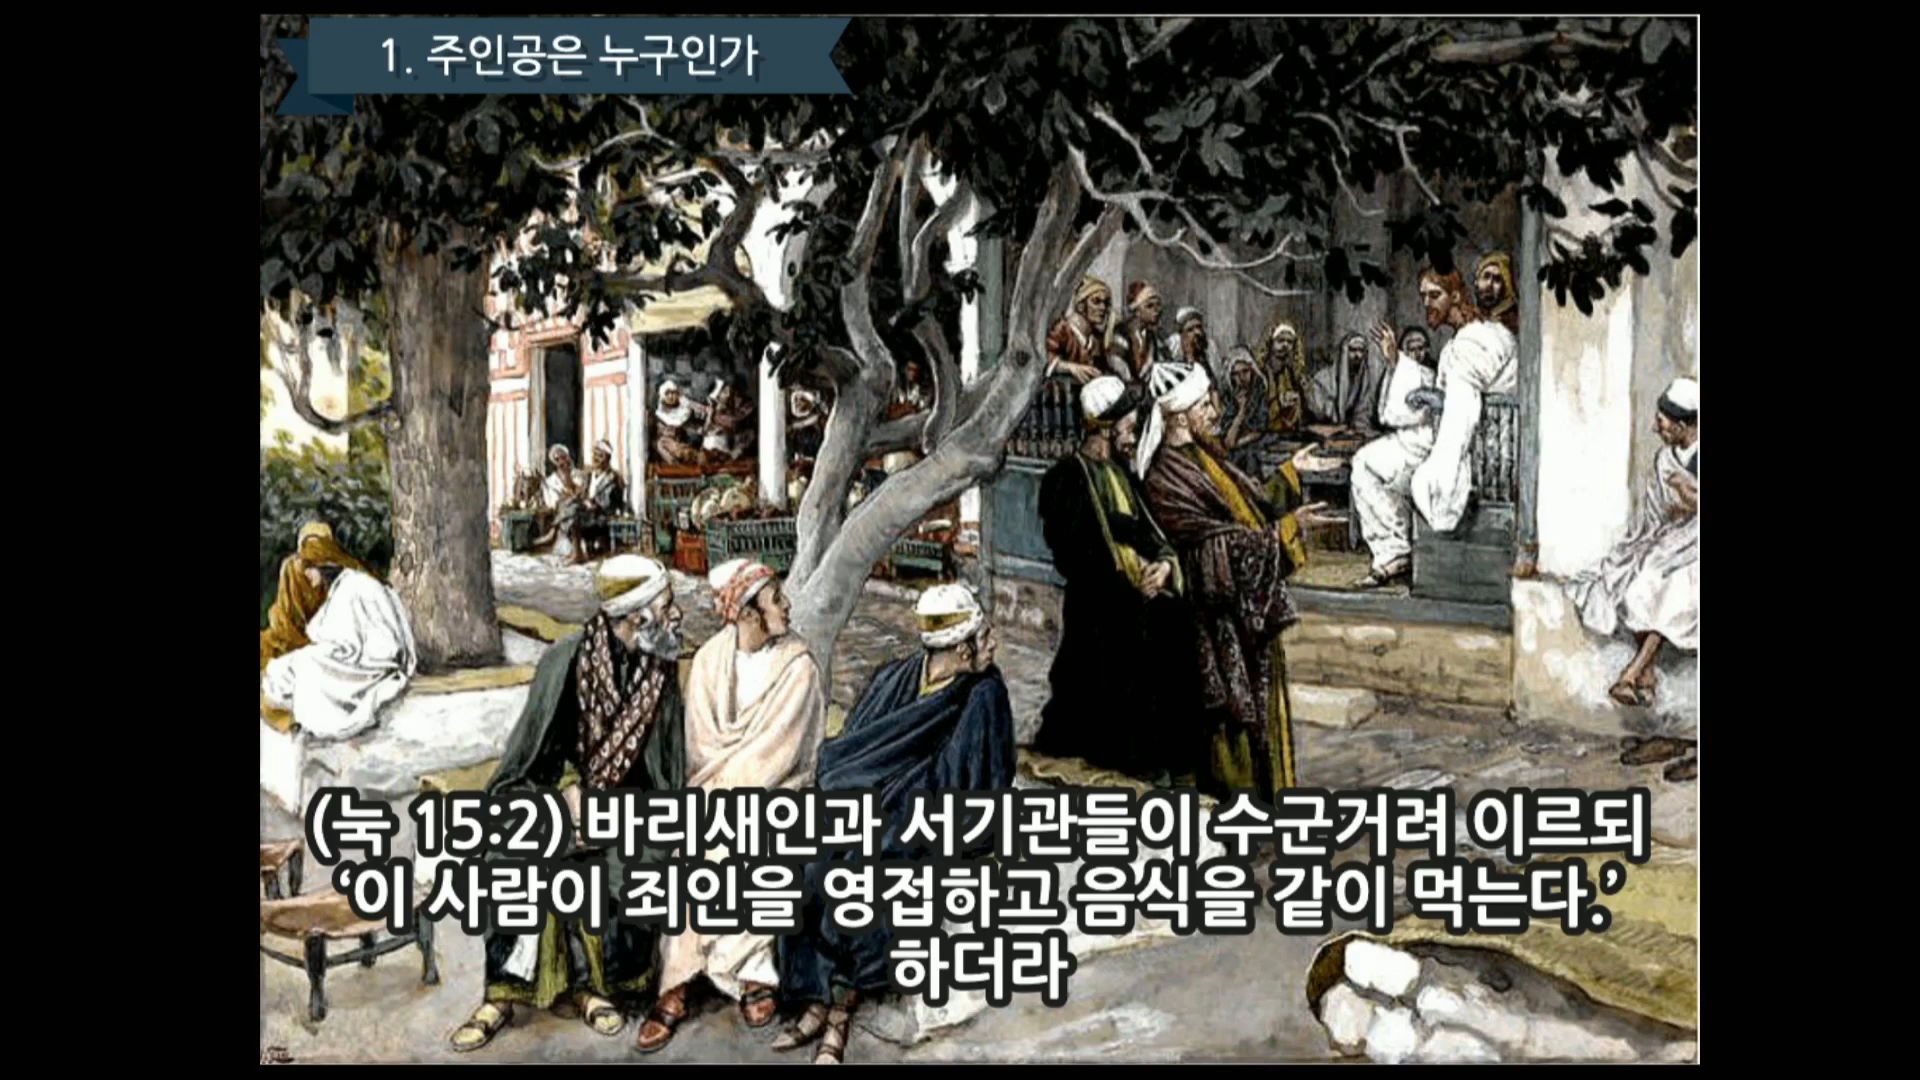 1. 주인공은 누구인가
(눅 15:2) 바리새인과 서기관들이 수군거려 이르되
‘이 사람이 죄인을 영접하고 음식을 같이 먹는다.’
하더라